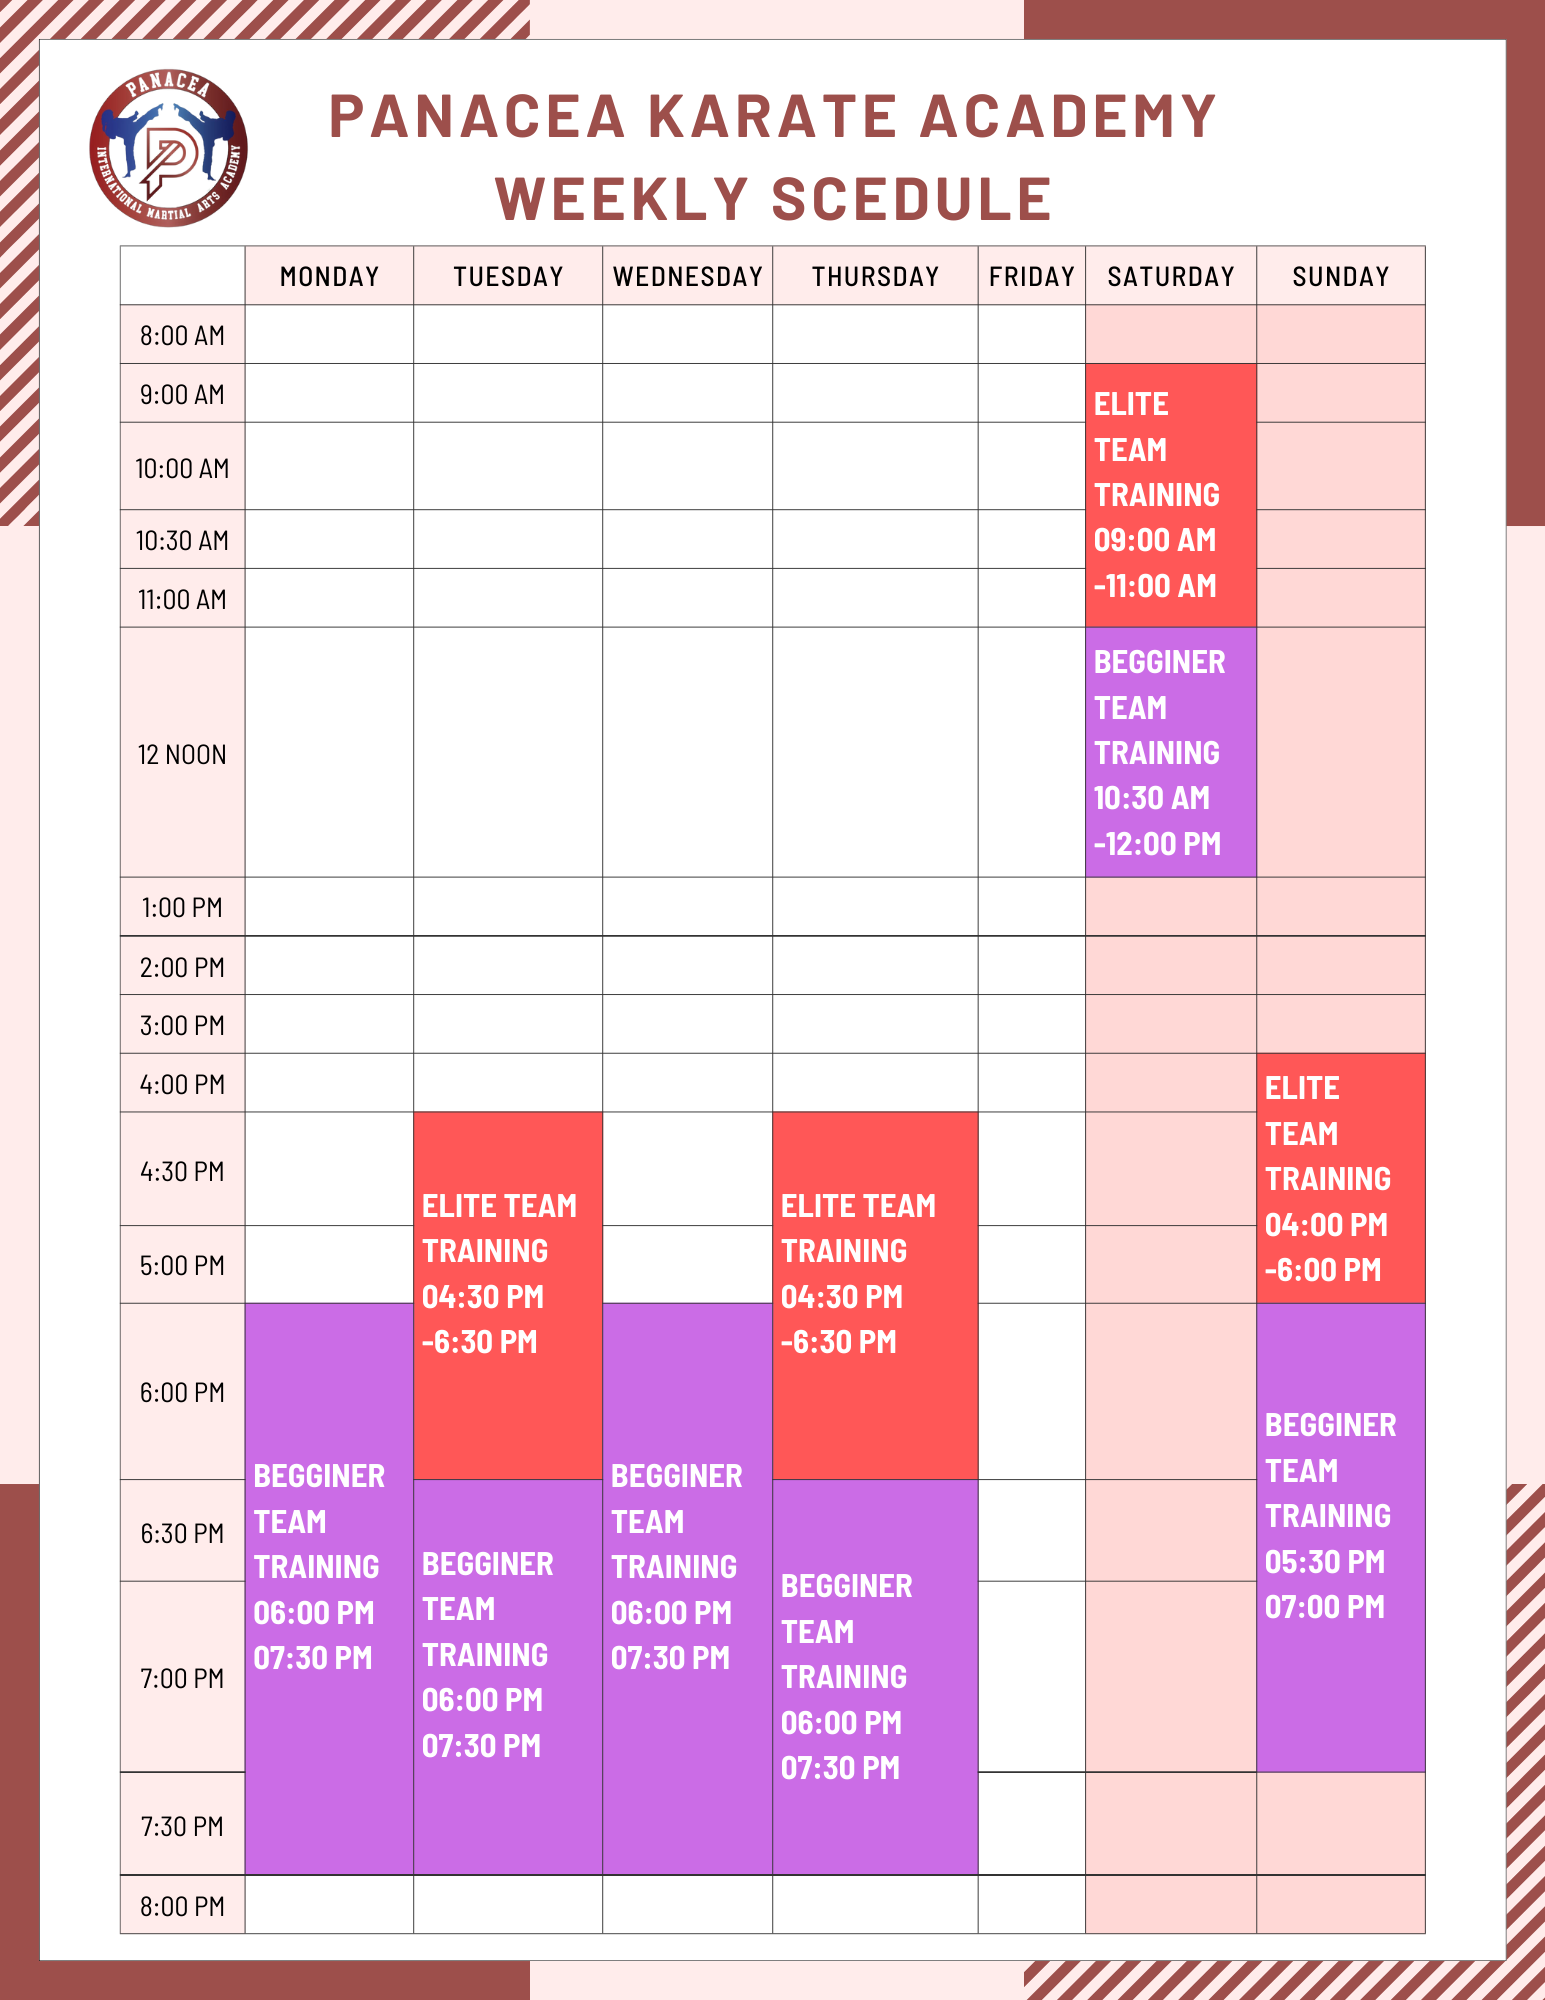 PANACEA
INTERNATIONAL MARTIAL ARTS ACADEMY
PANACEA KARATE ACADEMY
WEEKLY SCEDULE
MONDAY TUESDAY WEDNESDAY THURSDAY FRIDAY SATURDAY SUNDAY
8:00 AM
9:00 AM
10:00 AM
10:30 AM
11:00 AM
ELITE
TEAM
TRAINING
09:00 AM
-11:00 AM
12 NOON
BEGGINER
TEAM
TRAINING
10:30 AM
-12:00 PM
1:00 PM
2:00 PM
3:00 PM
4:00 PM
4:30 PM
5:00 PM
6:00 PM
6:30 PM
7:00 PM
7:30 PM
8:00 PM
BEGGINER
TEAM
TRAINING
06:00 PM
07:30 PM
ELITE TEAM
TRAINING
04:30 PM
-6:30 PM
BEGGINER
TEAM
TRAINING
06:00 PM
07:30 PM
BEGGINER
TEAM
TRAINING
06:00 PM
07:30 PM
ELITE TEAM
TRAINING
04:30 PM
-6:30 PM
BEGGINER
TEAM
TRAINING
06:00 PM
07:30 PM
ELITE
TEAM
TRAINING
04:00 PM
-6:00 PM
BEGGINER
TEAM
TRAINING
05:30 PM
07:00 PM